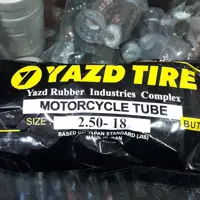 YAZD TIRE
Yazd Rubber Industries Complex
MOTORCYCLE TUBE
SIZE 2.50-18 BUT
BASED ON JAPAN STANDARD (JIS)
MADE IN IRAN